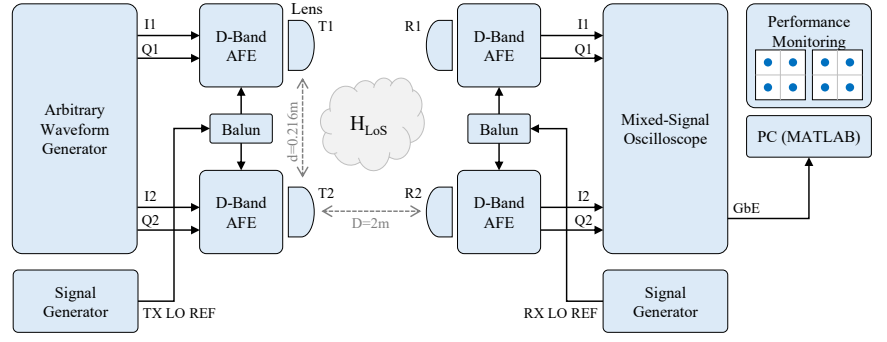 Lens
I1
Q1
D-Band
AFE
T1
R1
D-Band
AFE
I1
Q1
Performance
Monitoring
Arbitrary
Waveform
Generator
Balun
d=0.216m
H_LoS
Balun
Mixed-Signal
Oscilloscope
PC (MATLAB)
I2
Q2
D-Band
AFE
T2
D=2m
R2
D-Band
AFE
I2
Q2
GbE
Signal
Generator
TX LO REF
RX LO REF
Signal
Generator